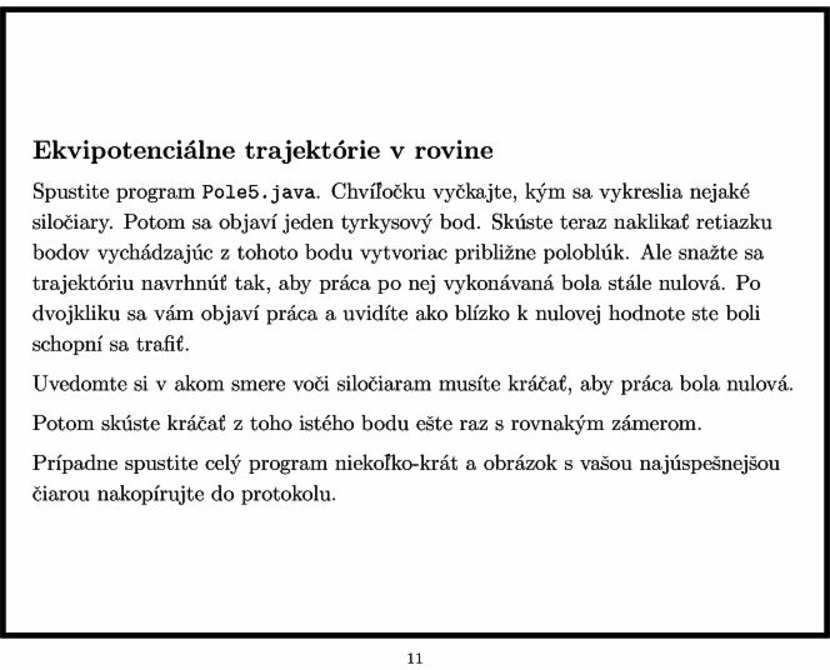 Ekvipotenciálne trajektórie v rovine
Spustite program Pole5.java. Chvíľočku vyčkajte, kým sa vykreslia nejaké
siločiary. Potom sa objaví jeden tyrkysový bod. Skúste teraz naklikať retiazku
bodov vychádzajúc z tohoto bodu vytvoriac približne poloblúk. Ale snažte sa
trajektóriu navrhnúť tak, aby práca po nej vykonávaná bola stále nulová. Po
dvojkliku sa vám objaví práca a uvidíte ako blízko k nulovej hodnote ste boli
schopní sa trafiť.
Uvedomte si v akom smere voči siločiaram musíte kráčať, aby práca bola nulová.
Potom skúste kráčať z toho istého bodu ešte raz s rovnakým zámerom.
Prípadne spustite celý program niekoľko-krát a obrázok s vašou najúspešnejšou
čiarou nakopírujte do protokolu.
11